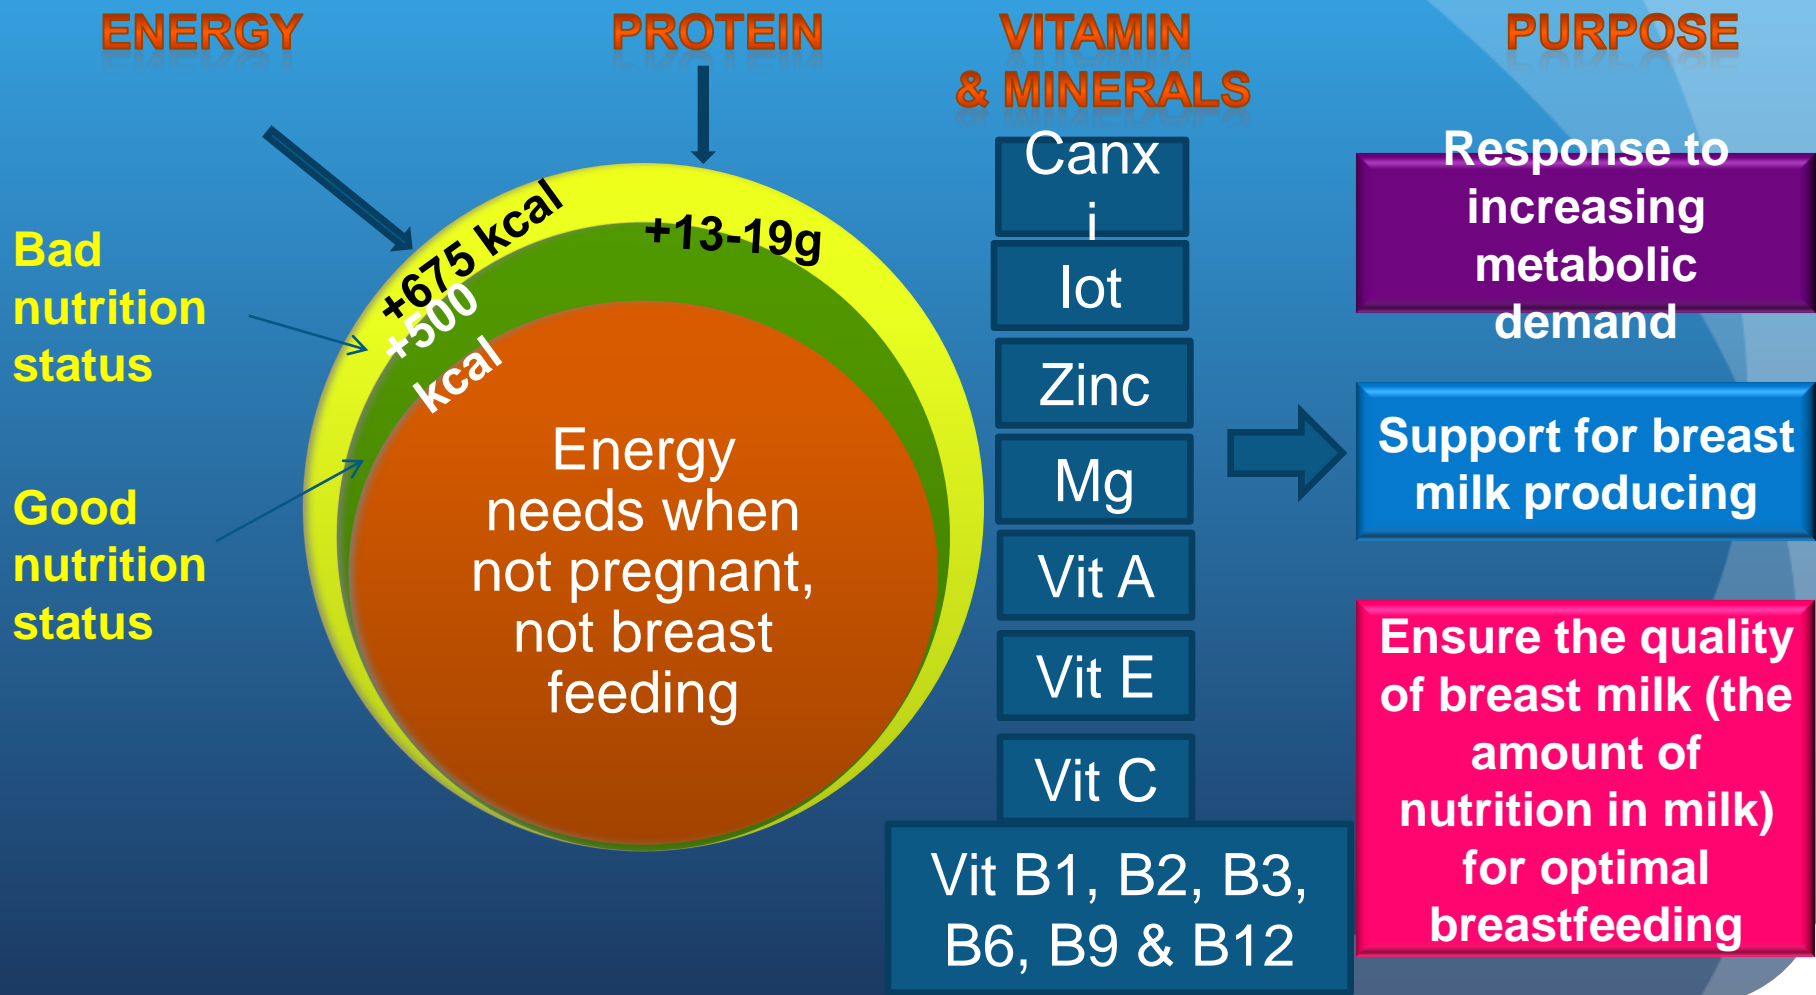 ENERGY
PROTEIN
VITAMIN
& MINERALS
PURPOSE
Bad
nutrition
status
Good
nutrition
status
+675 kcal
+500
kcal
+13-19g
Energy
needs when
not pregnant,
not breast
feeding
Canx
i
Iot
Zinc
Mg
Vit A
Vit E
Vit C
Vit B1, B2, B3,
B6, B9 & B12
Response to
increasing
metabolic
demand
Support for breast
milk producing
Ensure the quality
of breast milk (the
amount of
nutrition in milk)
for optimal
breastfeeding